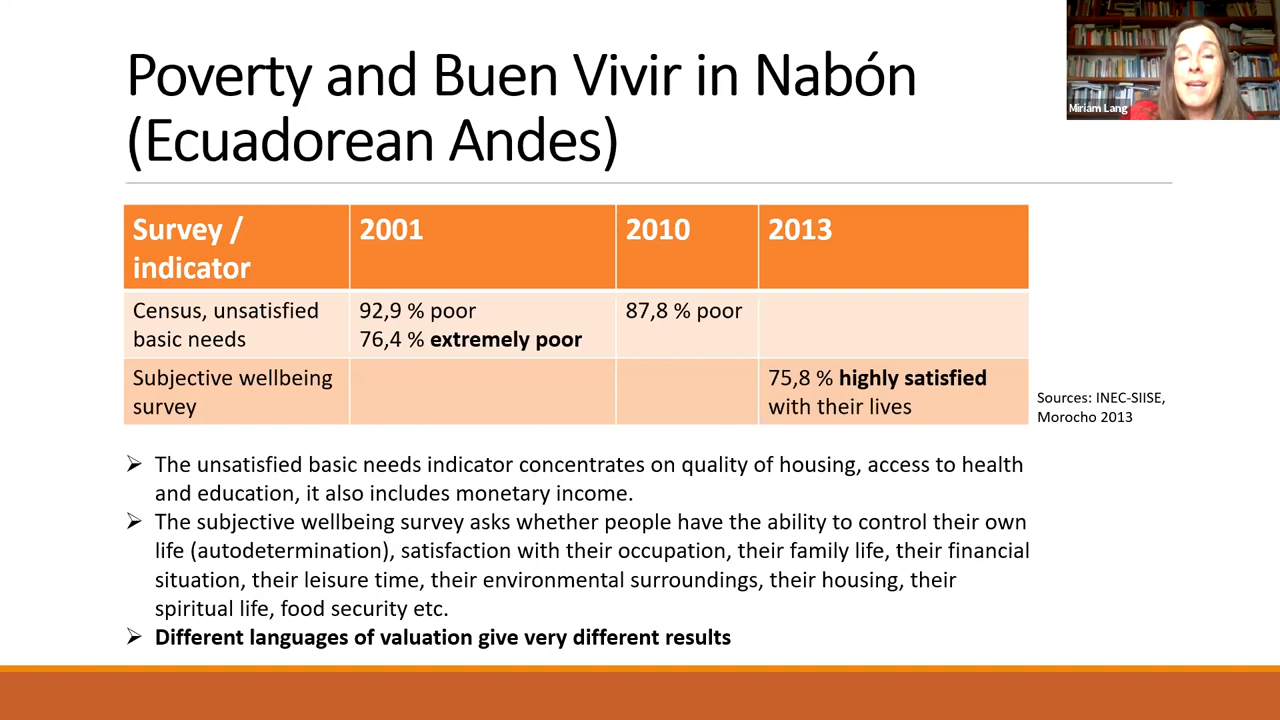 Poverty and Buen Vivir in Nabón
(Ecuadorean Andes)
Miriam Lang
Survey /
indicator
2001
2010
2013
Census, unsatisfied
basic needs
92,9 % poor
76,4 % extremely poor
87,8 % poor
Subjective wellbeing
survey
75,8 % highly satisfied
with their lives
Sources: INEC-SIISE,
Morocho 2013
➢ The unsatisfied basic needs indicator concentrates on quality of housing, access to health
and education, it also includes monetary income.
➢ The subjective wellbeing survey asks whether people have the ability to control their own
life (autodetermination), satisfaction with their occupation, their family life, their financial
situation, their leisure time, their environmental surroundings, their housing, their
spiritual life, food security etc.
➢ Different languages of valuation give very different results